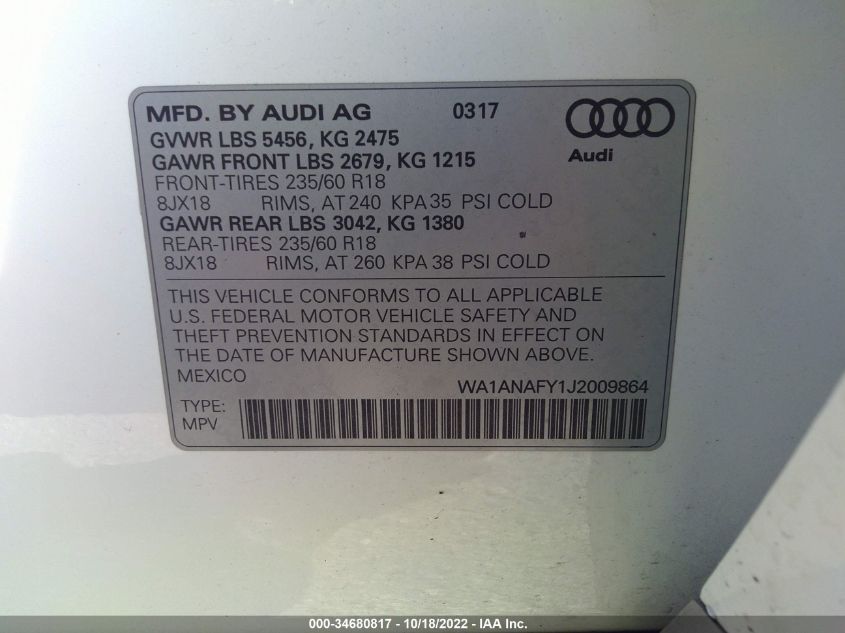 MFD. BY AUDI AG 0317
GVWR LBS 5456, KG 2475
GAWR FRONT LBS 2679, KG 1215
Audi
FRONT-TIRES 235/60 R18
8JX18 RIMS, AT 240 KPA 35 PSI COLD
GAWR REAR LBS 3042, KG 1380
REAR-TIRES 235/60 R18
8JX18 RIMS, AT 260 KPA 38 PSI COLD
THIS VEHICLE CONFORMS TO ALL APPLICABLE
U.S. FEDERAL MOTOR VEHICLE SAFETY AND
THEFT PREVENTION STANDARDS IN EFFECT ON
THE DATE OF MANUFACTURE SHOWN ABOVE.
MEXICO
WA1ANAFY1J2009864
TYPE:
MPV
000-34680817 - 10/18/2022 - IAA Inc.